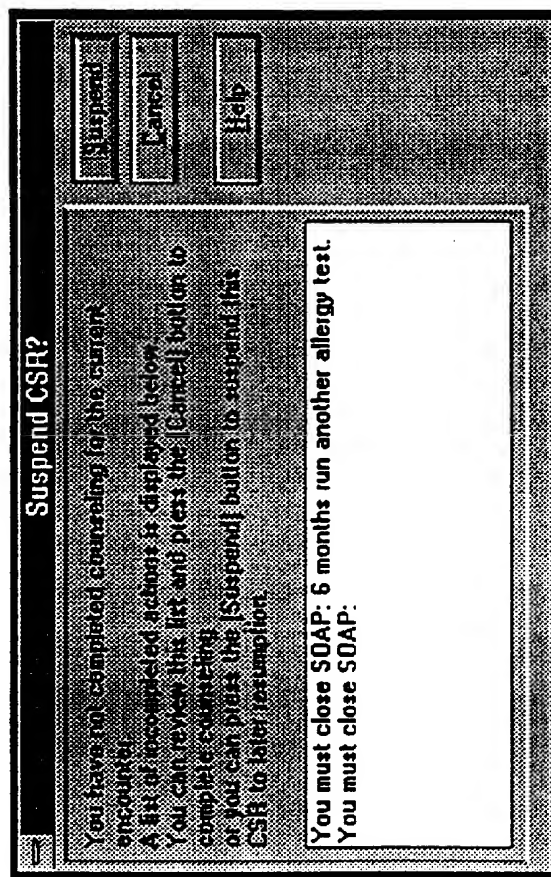 Suspend CSR?
You have not completed counseling for the current
encounter.
A list of incompleted actions is displayed below.
You can review this list and press the [Cancel] button to
complete counseling
or you can press the [Suspend] button to suspend this
CSR to later resumption.
You must close SOAP: 6 months run another allergy test.
You must close SOAP:
Suspend
Cancel
Help